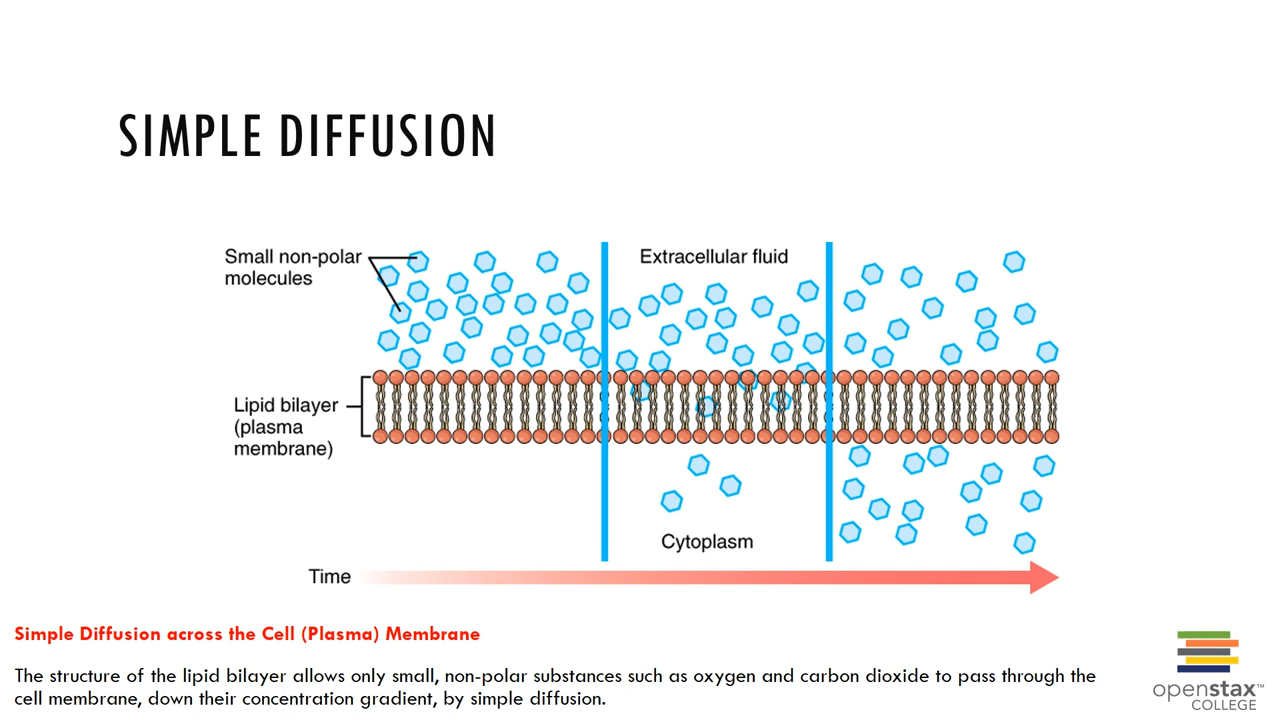 SIMPLE DIFFUSION
Small non-polar
molecules
Extracellular fluid
Lipid bilayer
(plasma
membrane)
Cytoplasm
Time
Simple Diffusion across the Cell (Plasma) Membrane
The structure of the lipid bilayer allows only small, non-polar substances such as oxygen and carbon dioxide to pass through the
cell membrane, down their concentration gradient, by simple diffusion.
openstax™
COLLEGE